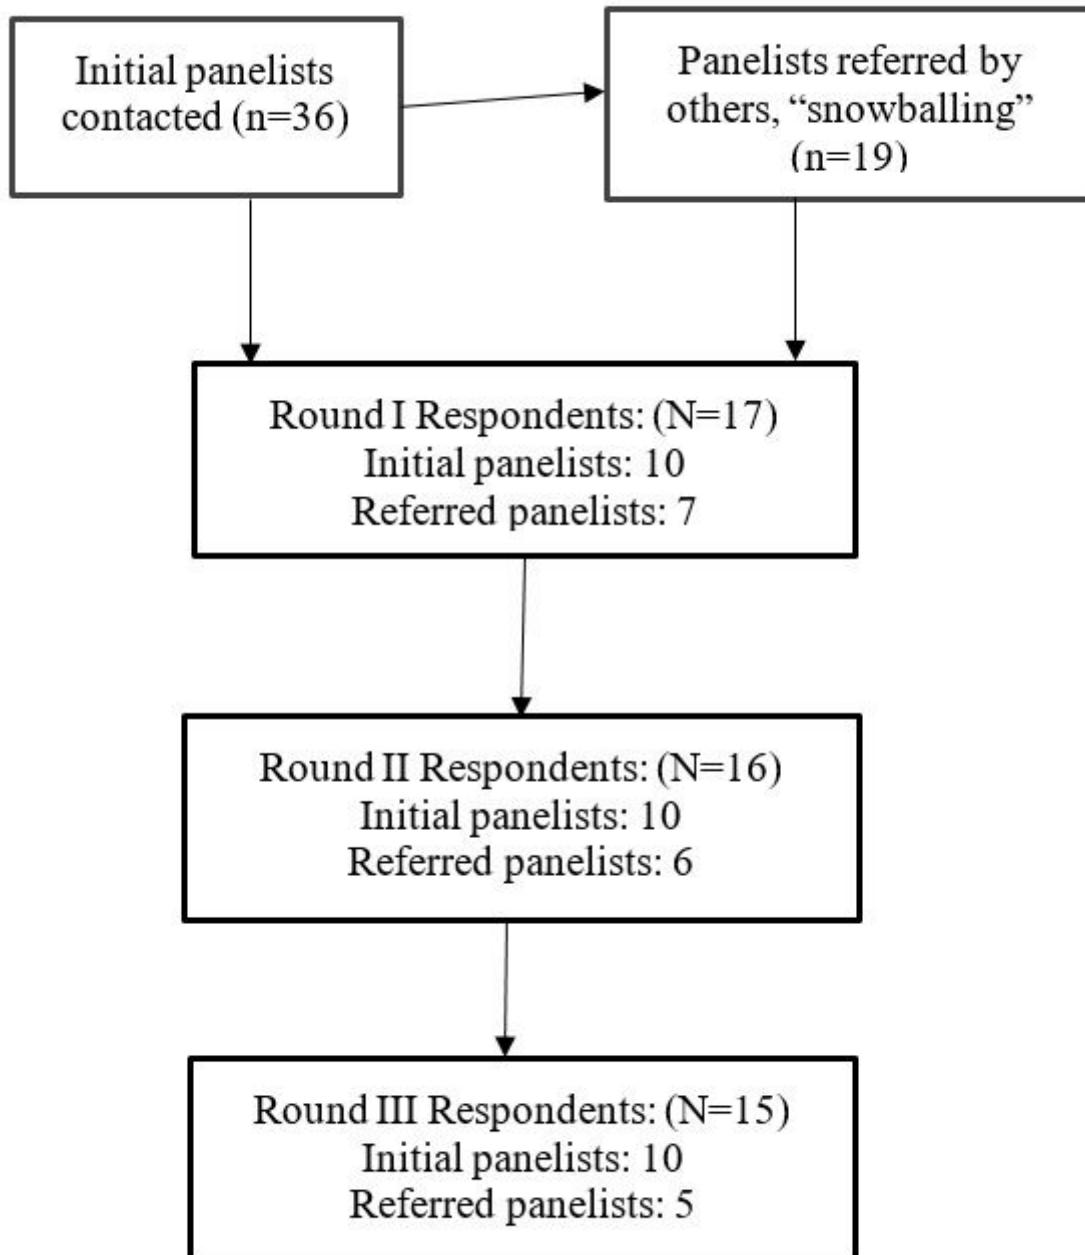 Initial panelists
contacted (n=36)
Panelists referred by
others, “snowballing”
(n=19)
Round I Respondents: (N=17)
Initial panelists: 10
Referred panelists: 7
Round II Respondents: (N=16)
Initial panelists: 10
Referred panelists: 6
Round III Respondents: (N=15)
Initial panelists: 10
Referred panelists: 5